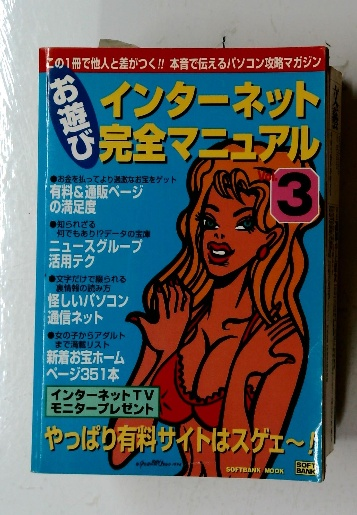 この1冊で他人と差がつく!! 本音で伝えるパソコン攻略マガジン
お遊び
インターネット
完全マニュアル
Vol.
3
●お金を払ってより過激なお宝をゲット
有料&通販ページ
の満足度
●知られざる
何でもあり!?データの宝庫
ニュースグループ
活用テク
●文字だけで語られる
裏情報の読み方
怪しいパソコン
通信ネット
●女の子からアダルト
まで満載リスト
新着お宝ホーム
ページ351本
インターネットTV
モニタープレゼント
やっぱり有料サイトはスゲェ〜!!
SOFTBANK MOOK
SOFT
BANK